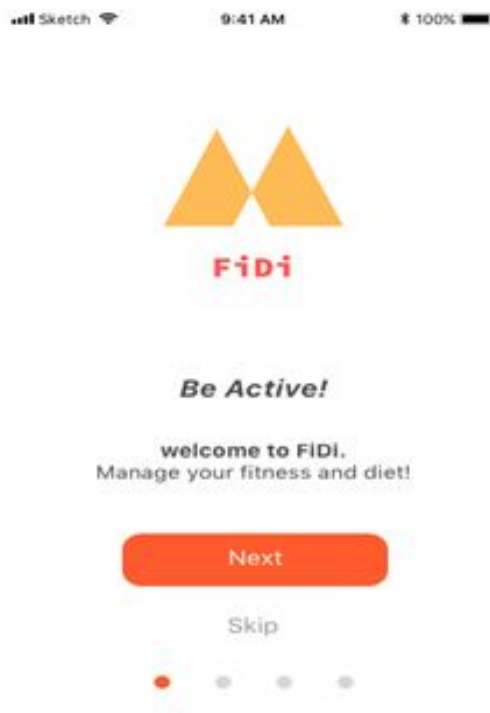 Sketch 9:41 AM 100%
FiDi
Be Active!
welcome to FiDi.
Manage your fitness and diet!
Next
Skip